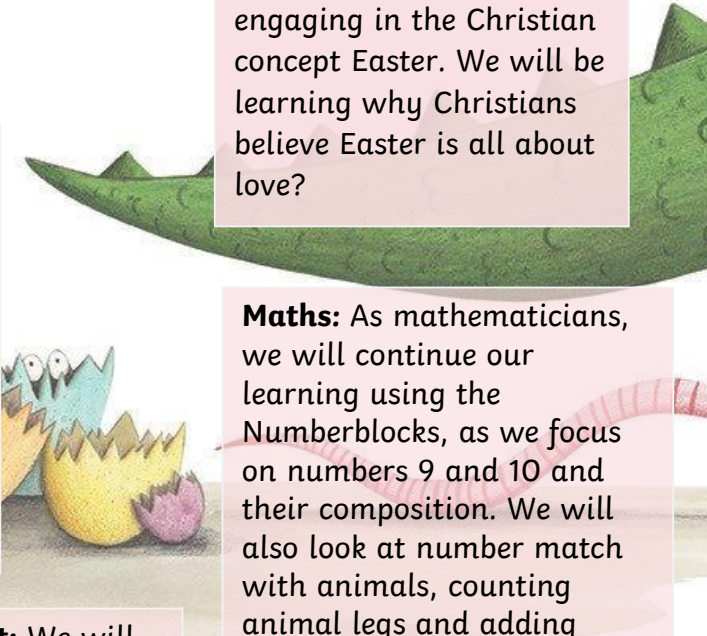 engaging in the Christian
concept Easter. We will be
learning why Christians
believe Easter is all about
love?
Maths: As mathematicians,
we will continue our
learning using the
Numberblocks, as we focus
on numbers 9 and 10 and
their composition. We will
also look at number match
with animals, counting
animal legs and adding
t: We will